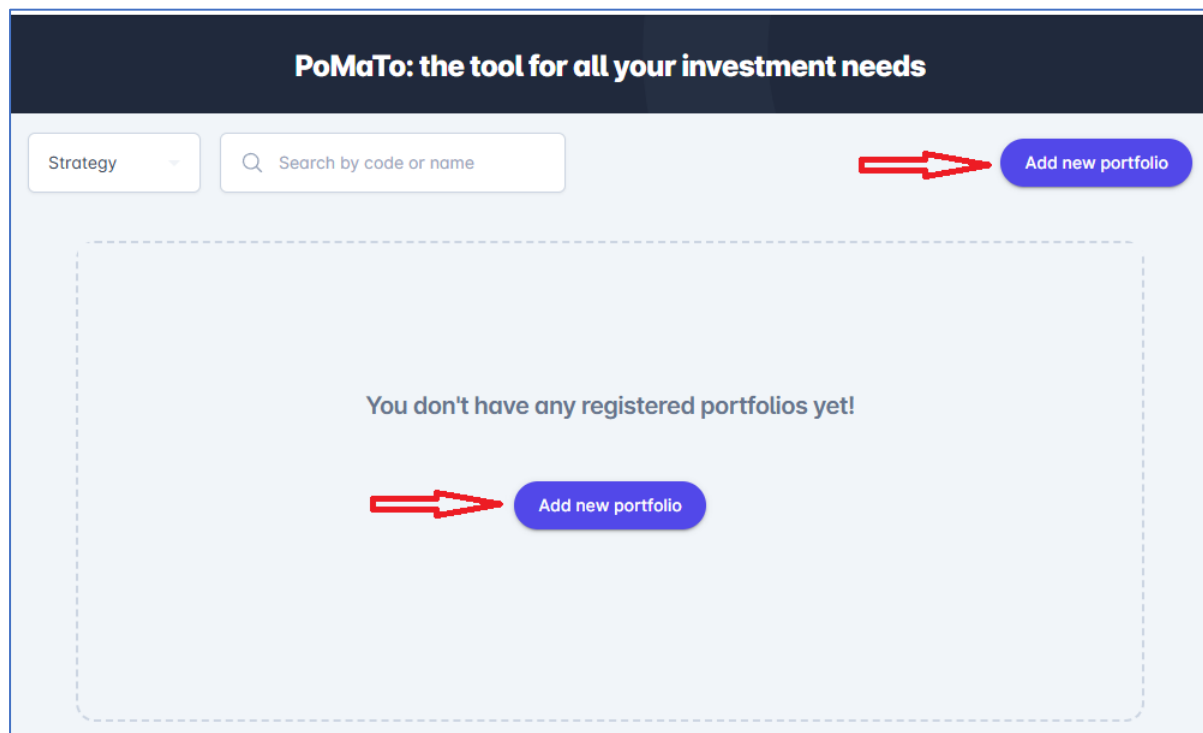 PoMaTo: the tool for all your investment needs
Strategy
Search by code or name
Add new portfolio
You don't have any registered portfolios yet!
Add new portfolio